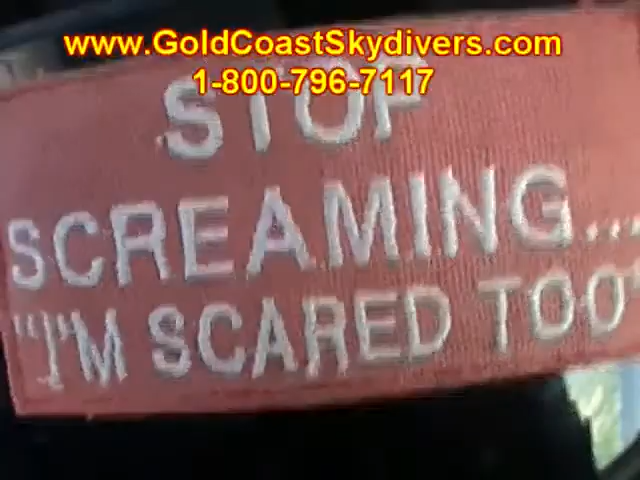 www.GoldCoastSkydivers.com
1-800-796-7117
STOP
SCREAMING...
"I'M SCARED TOO"